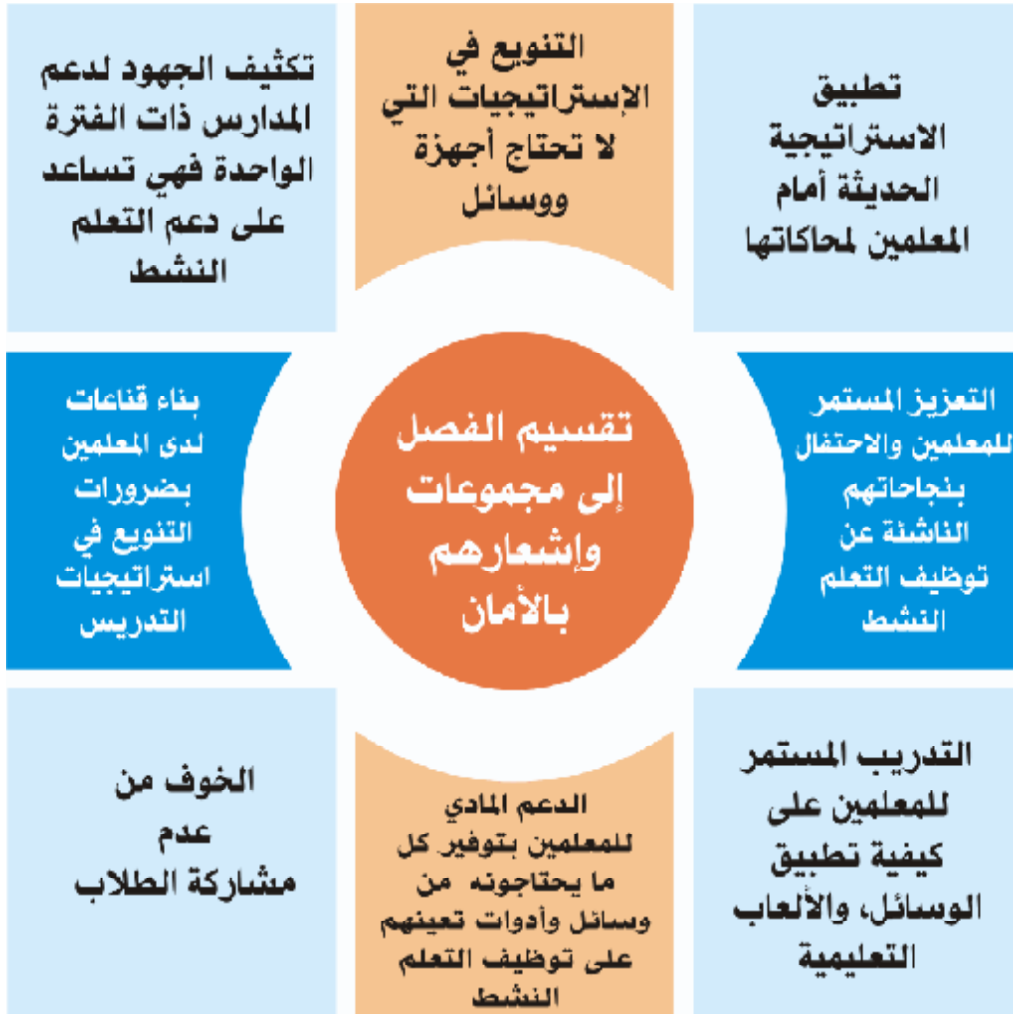 تطبيق
الاستراتيجية
الحديثة أمام
المعلمين لمحاكاتها
التنويع في
الإستراتيجيات التي
لا تحتاج أجهزة
ووسائل
تكثيف الجهود لدعم
المدارس ذات الفترة
الواحدة فهي تساعد
على دعم التعلم
النشط
التعزيز المستمر
للمعلمين والاحتفال
بنجاحاتهم
الناشئة عن
توظيف التعلم
النشط
تقسيم الفصل
إلى مجموعات
وإشعارهم
بالأمان
بناء قناعات
لدى المعلمين
بضرورات
التنويع في
استراتيجيات
التدريس
التدريب المستمر
للمعلمين على
كيفية تطبيق
الوسائل، والألعاب
التعليمية
الدعم المادي
للمعلمين بتوفير كل
ما يحتاجونه من
وسائل وأدوات تعينهم
على توظيف التعلم
النشط
الخوف من
عدم
مشاركة الطلاب